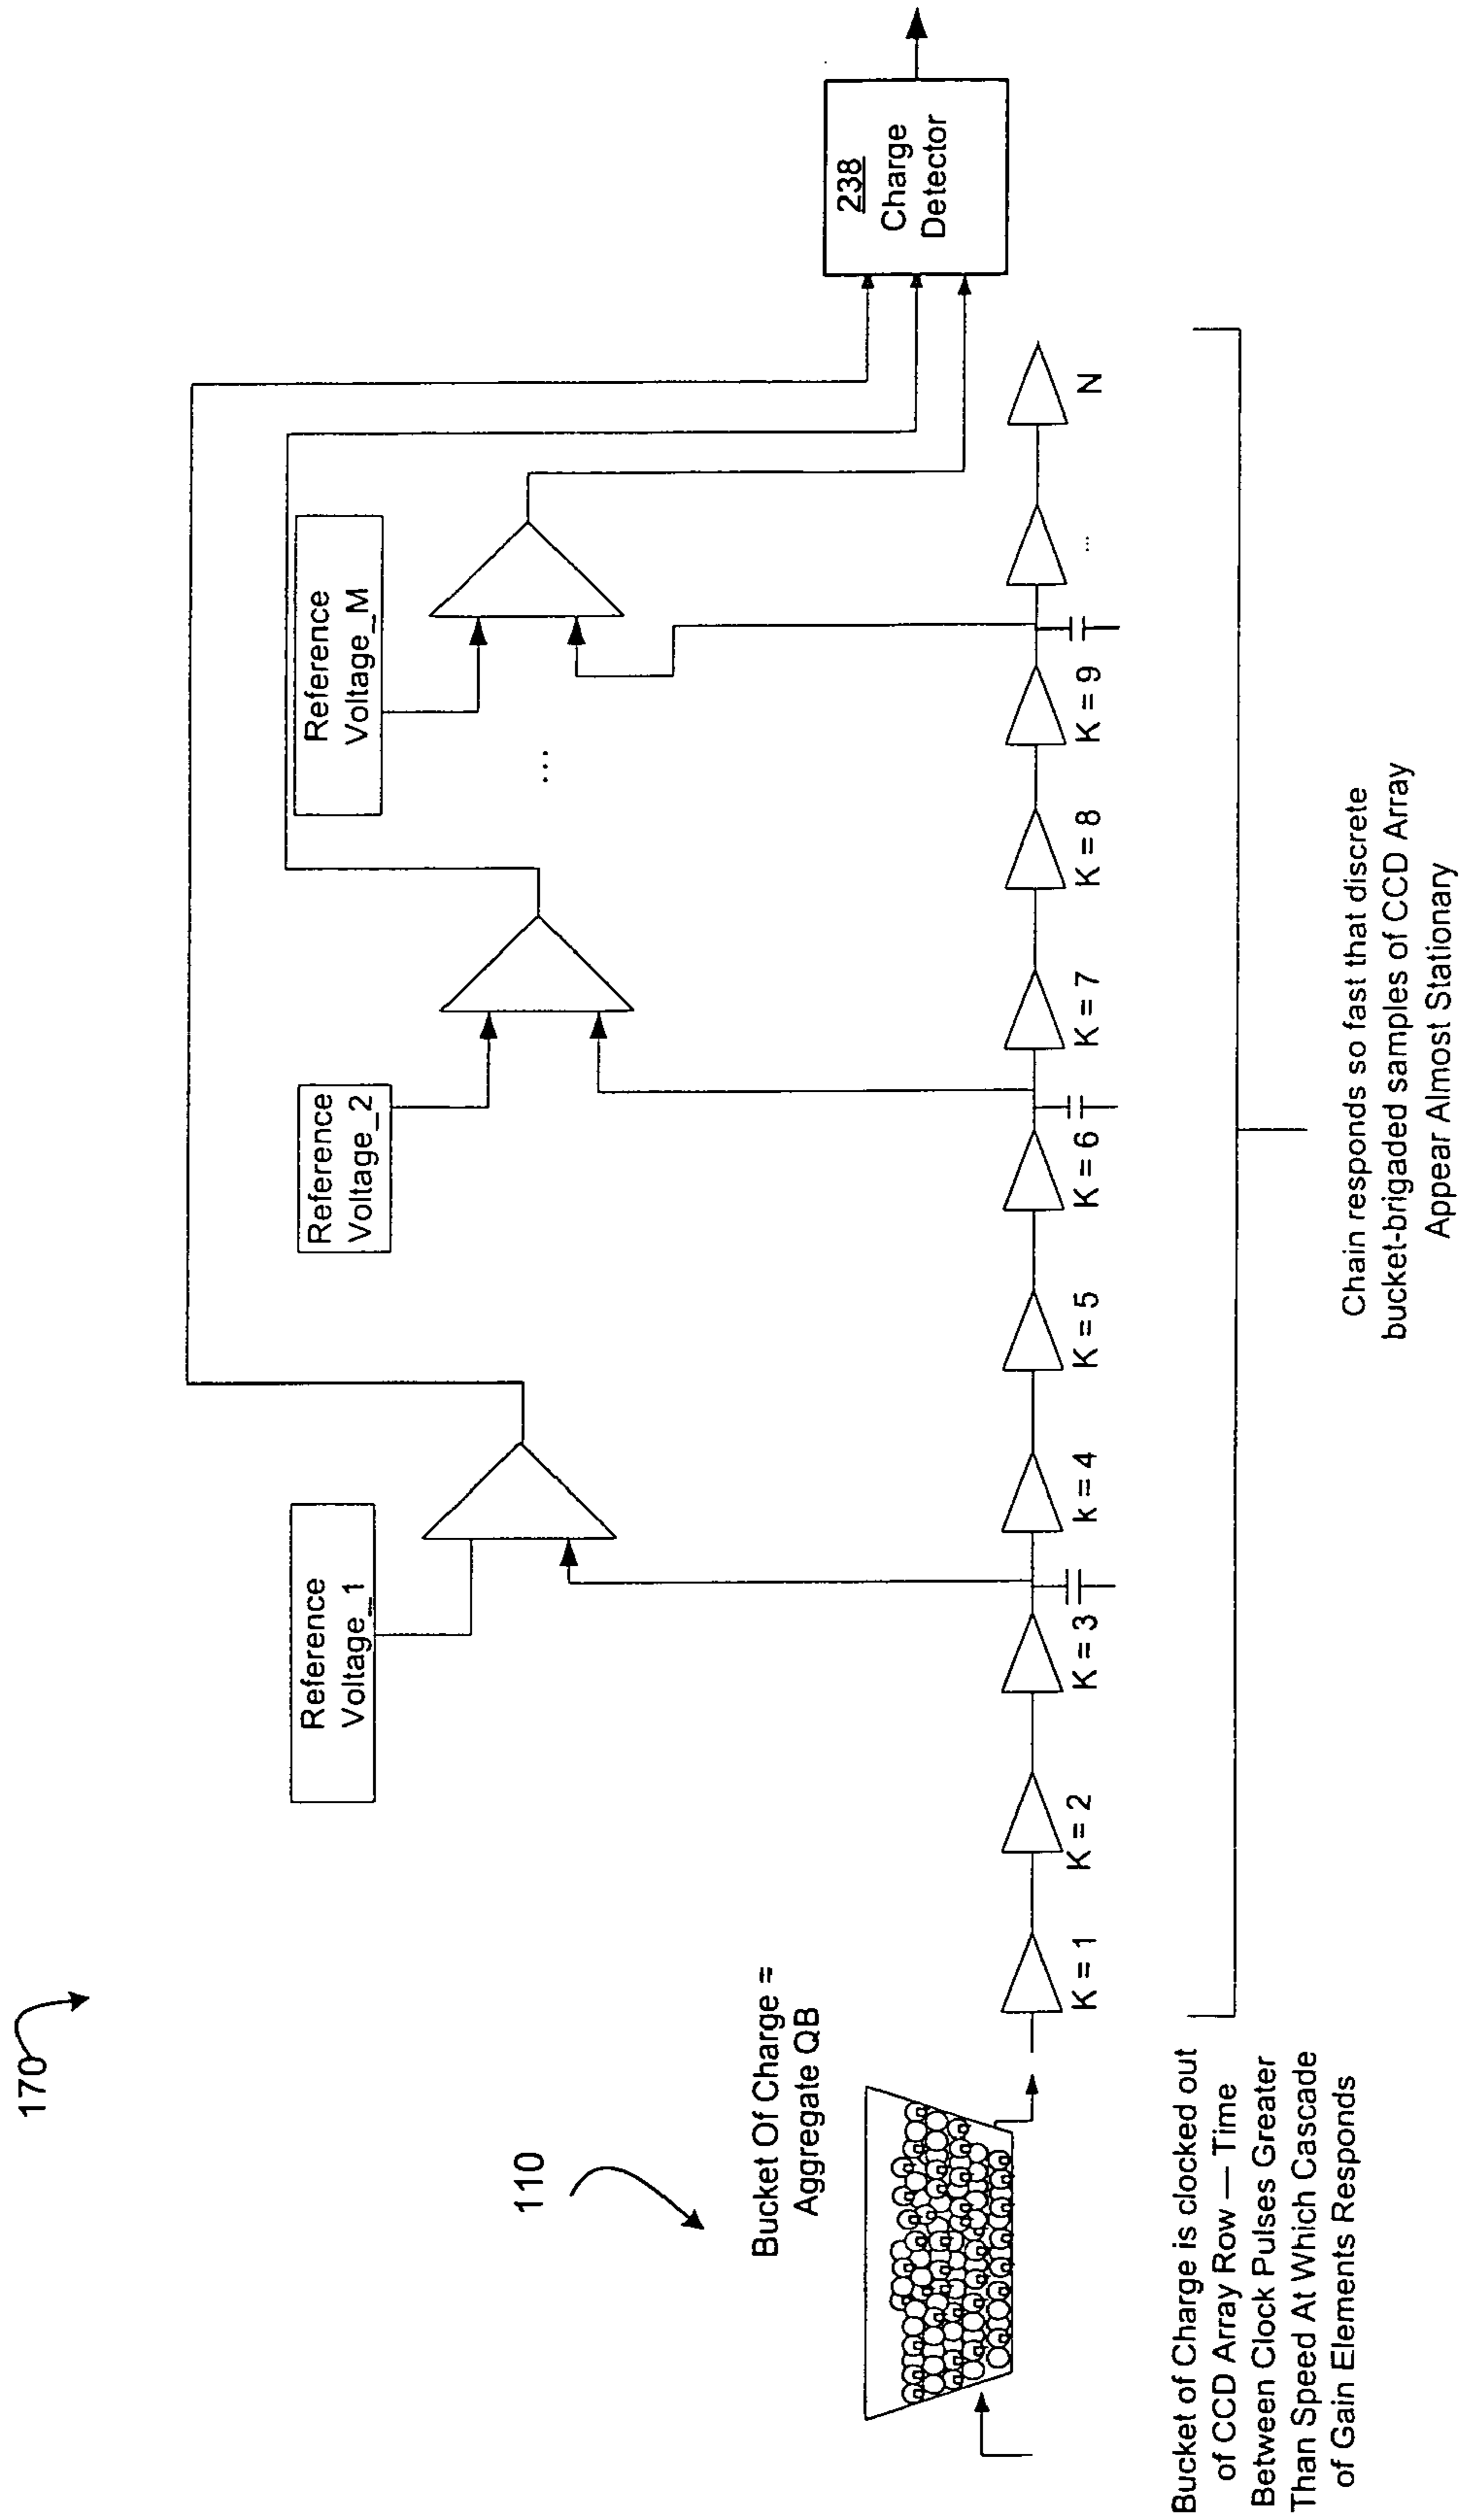 170
110
Bucket Of Charge =
Aggregate QB
Reference
Voltage_1
Reference
Voltage_2
Reference
Voltage_M
...
238
Charge
Detector
K = 1
K = 2
K = 3
k = 4
K = 5
K = 6
K = 7
K = 8
K = 9
...
N
Bucket of Charge is clocked out
of CCD Array Row — Time
Between Clock Pulses Greater
Than Speed At Which Cascade
of Gain Elements Responds
Chain responds so fast that discrete
bucket-brigaded samples of CCD Array
Appear Almost Stationary